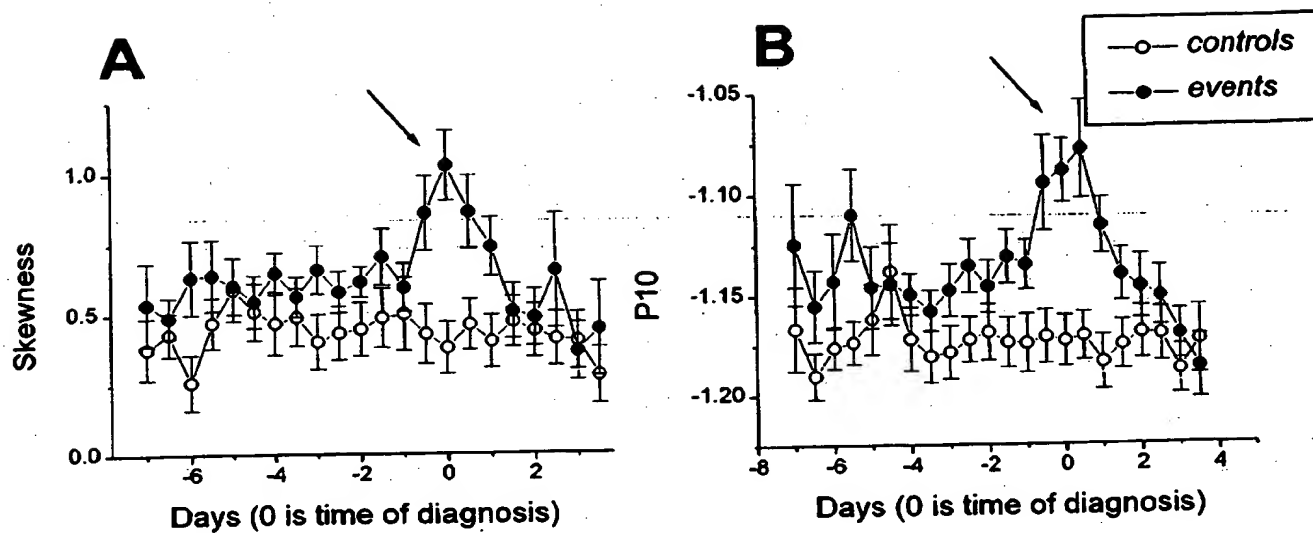 A
Skewness
1.0
0.5
0.0
-6
-4
-2
0
2
Days (0 is time of diagnosis)
B
controls
events
P10
-1.05
-1.10
-1.15
-1.20
-8
-6
-4
-2
0
2
4
Days (0 is time of diagnosis)